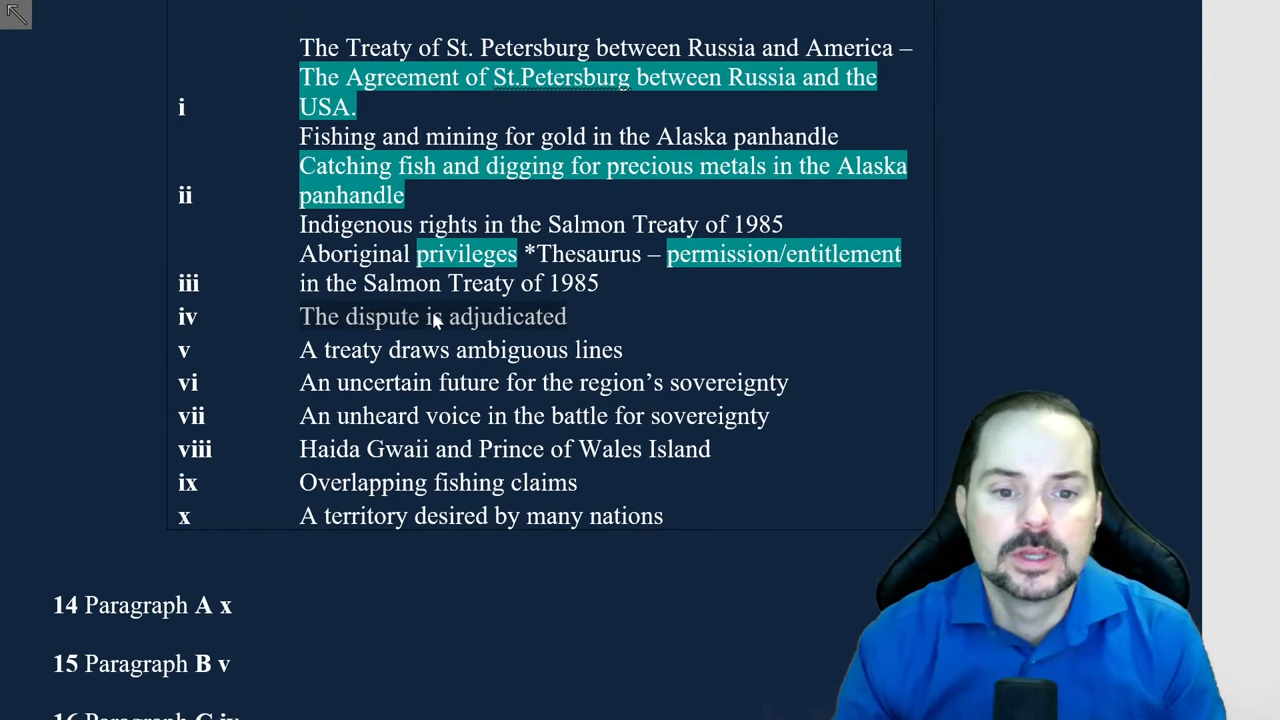 The Treaty of St. Petersburg between Russia and America –
The Agreement of St.Petersburg between Russia and the
i USA.
Fishing and mining for gold in the Alaska panhandle
Catching fish and digging for precious metals in the Alaska
ii panhandle
Indigenous rights in the Salmon Treaty of 1985
Aboriginal privileges *Thesaurus – permission/entitlement
iii in the Salmon Treaty of 1985
iv The dispute is adjudicated
v A treaty draws ambiguous lines
vi An uncertain future for the region’s sovereignty
vii An unheard voice in the battle for sovereignty
viii Haida Gwaii and Prince of Wales Island
ix Overlapping fishing claims
x A territory desired by many nations
14 Paragraph A x
15 Paragraph B v
16 Paragraph C iv